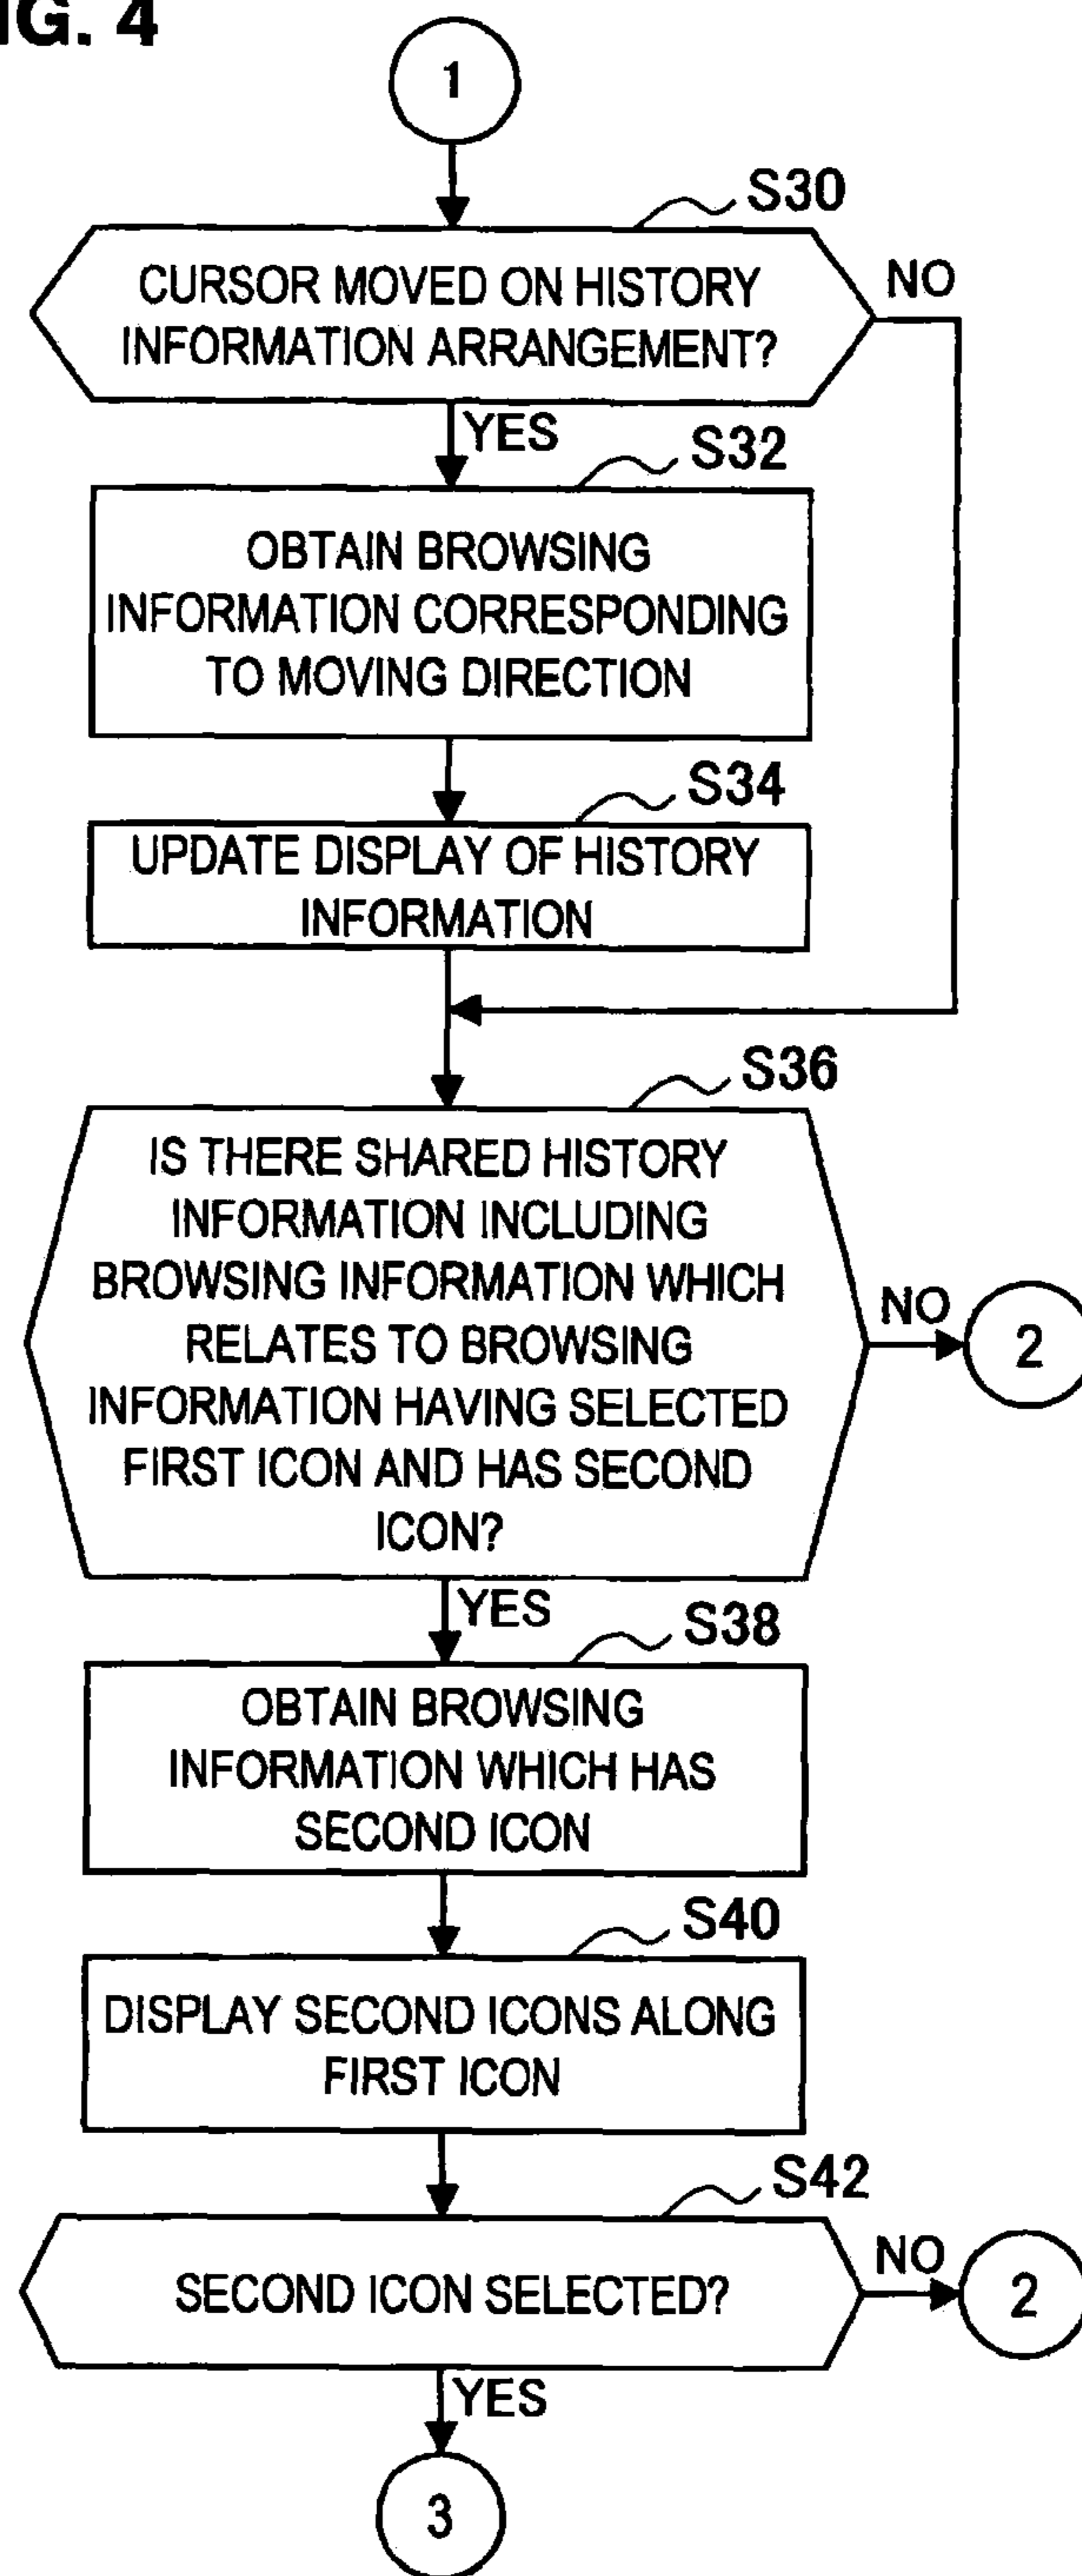 IG. 4
1
S30
CURSOR MOVED ON HISTORY
INFORMATION ARRANGEMENT?
NO
YES
S32
OBTAIN BROWSING
INFORMATION CORRESPONDING
TO MOVING DIRECTION
S34
UPDATE DISPLAY OF HISTORY
INFORMATION
S36
IS THERE SHARED HISTORY
INFORMATION INCLUDING
BROWSING INFORMATION WHICH
RELATES TO BROWSING
INFORMATION HAVING SELECTED
FIRST ICON AND HAS SECOND
ICON?
NO
2
YES
S38
OBTAIN BROWSING
INFORMATION WHICH HAS
SECOND ICON
S40
DISPLAY SECOND ICONS ALONG
FIRST ICON
S42
SECOND ICON SELECTED?
NO
2
YES
3